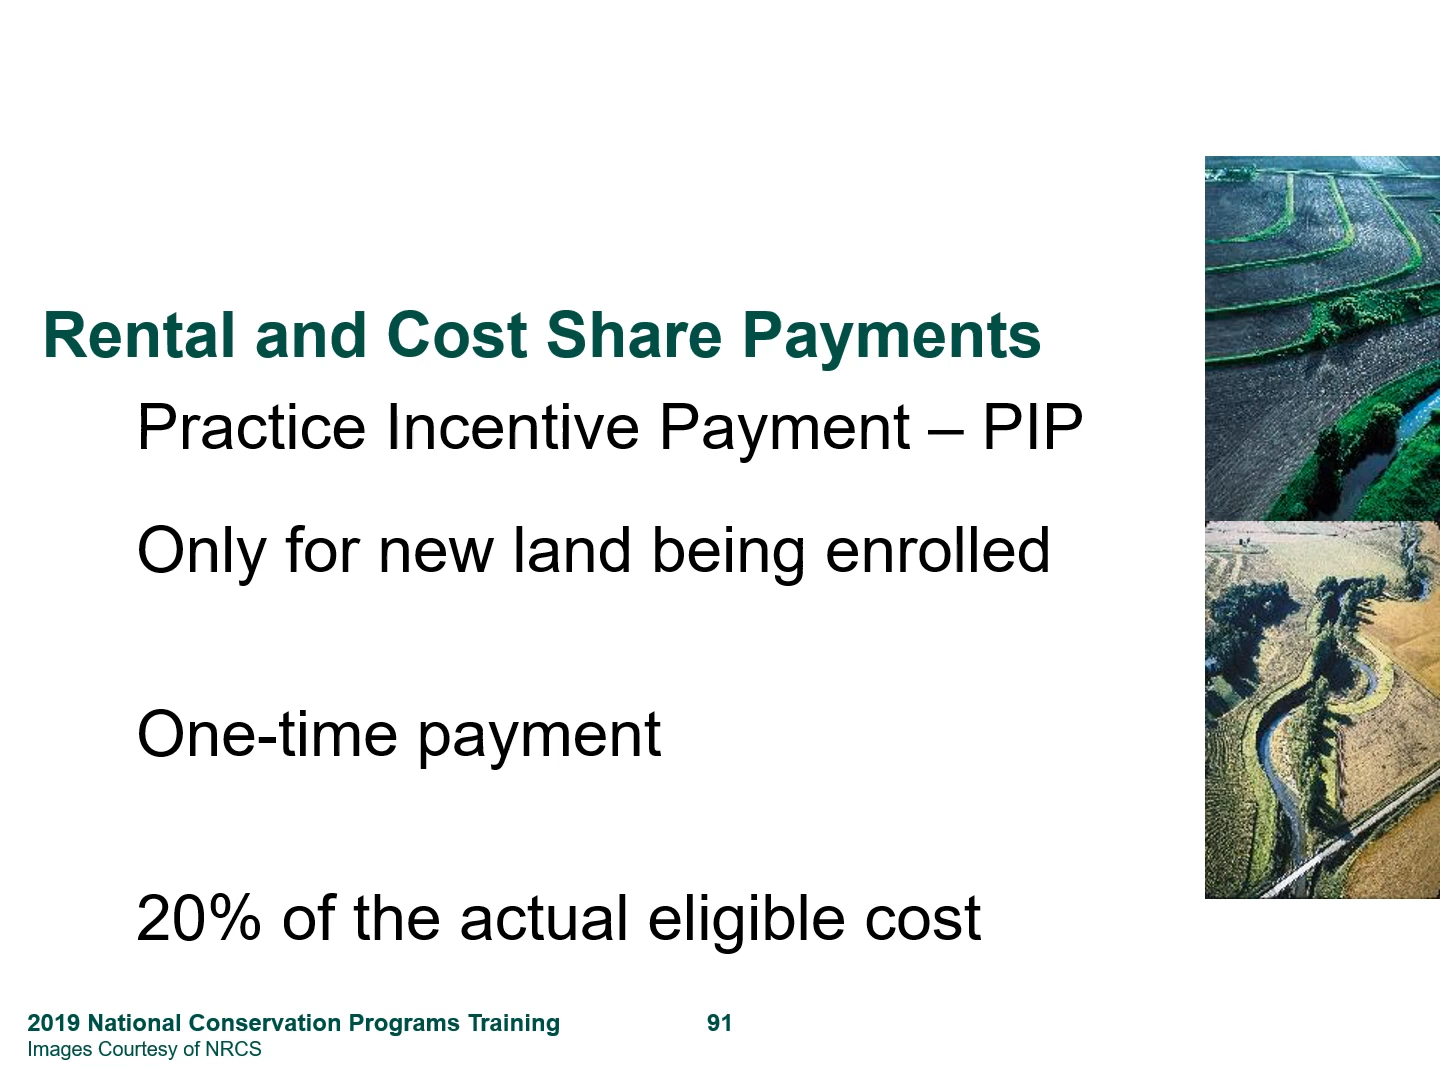 Rental and Cost Share Payments
Practice Incentive Payment – PIP
Only for new land being enrolled
One-time payment
20% of the actual eligible cost
2019 National Conservation Programs Training 91
Images Courtesy of NRCS